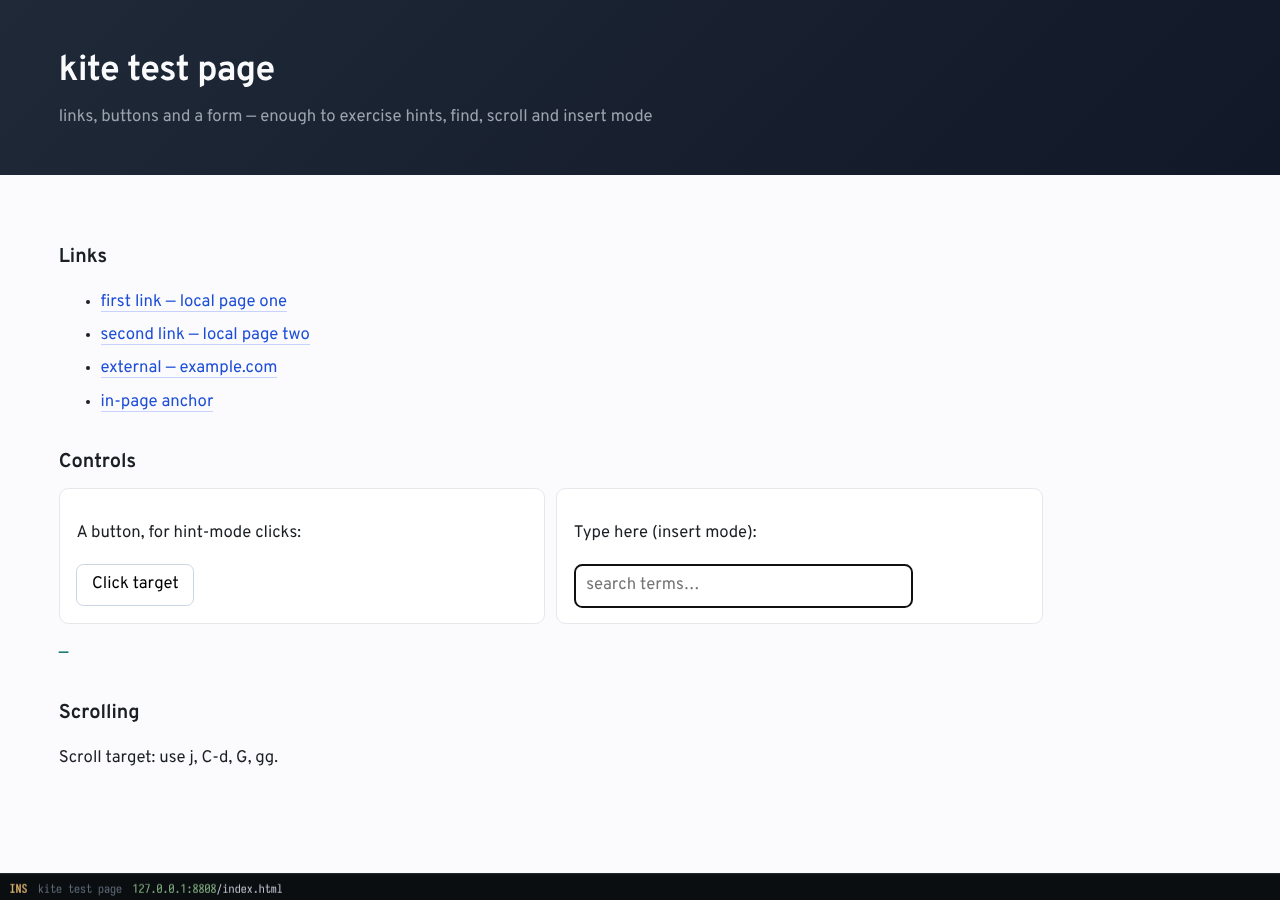 kite test page
links, buttons and a form — enough to exercise hints, find, scroll and insert mode
Links
• first link — local page one
• second link — local page two
• external — example.com
• in-page anchor
Controls
A button, for hint-mode clicks:
Click target
Type here (insert mode):
search terms…
—
Scrolling
Scroll target: use j, C-d, G, gg.
INS kite test page 127.0.0.1:8808/index.html